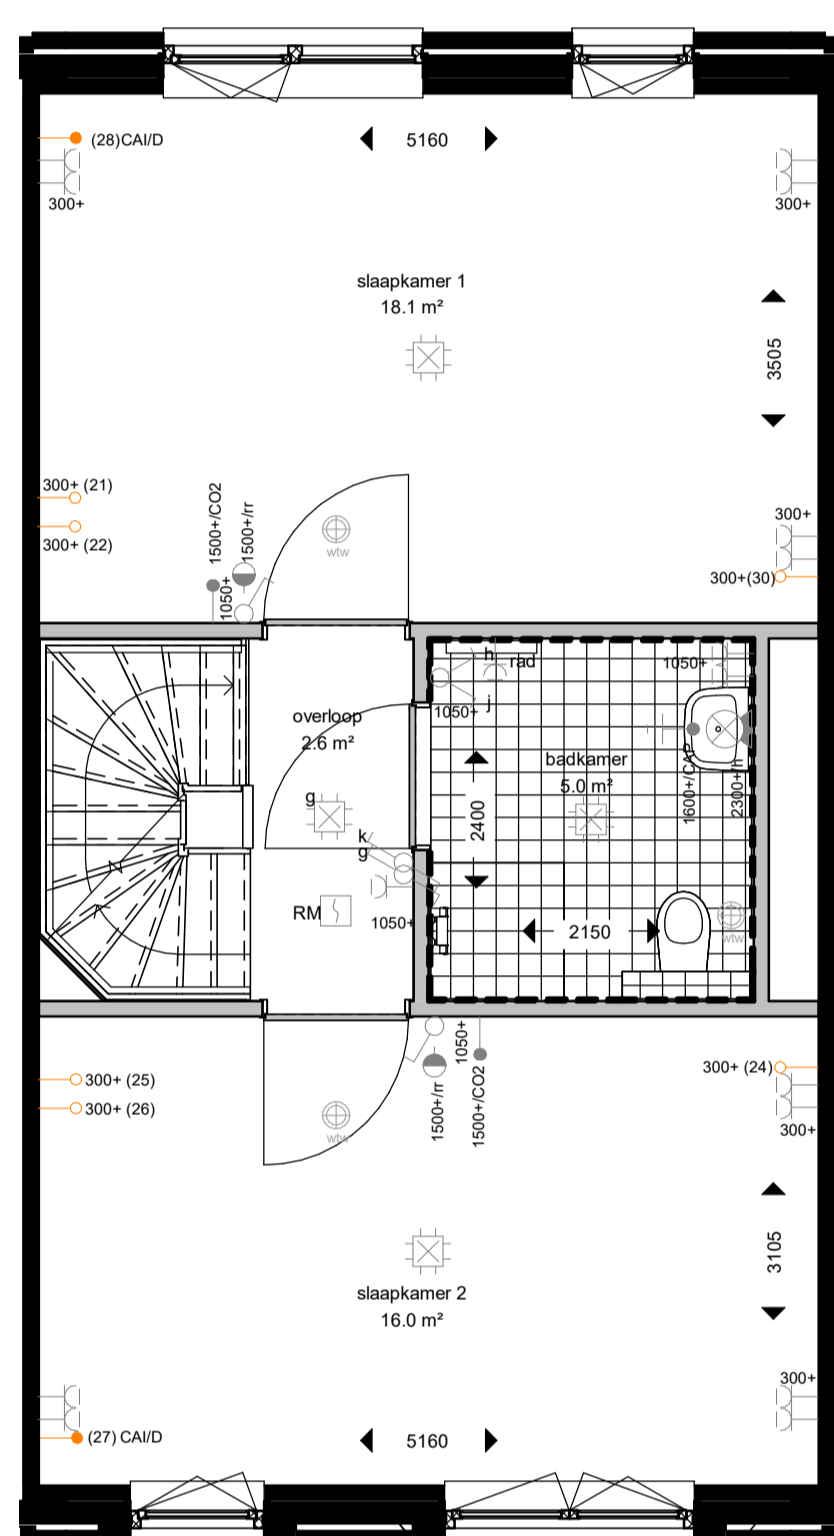 (28)CAI/D
5160
300+
300+
slaapkamer 1
18.1 m²
3505
300+ (21)
300+ (22)
1500+/CO2
1050+
1500+/rr
wtw
300+
300+(30)
overloop
2.6 m²
g
k
g
RM
1050+
h
rad
j
1050+
1050+
badkamer
5.0 m²
2400
1600+/CAP
2300+/h
2150
wtw
300+ (25)
300+ (26)
wtw
1500+/rr
1050+
1500+/CO2
300+ (24)
300+
3105
slaapkamer 2
16.0 m²
300+
(27) CAI/D
5160